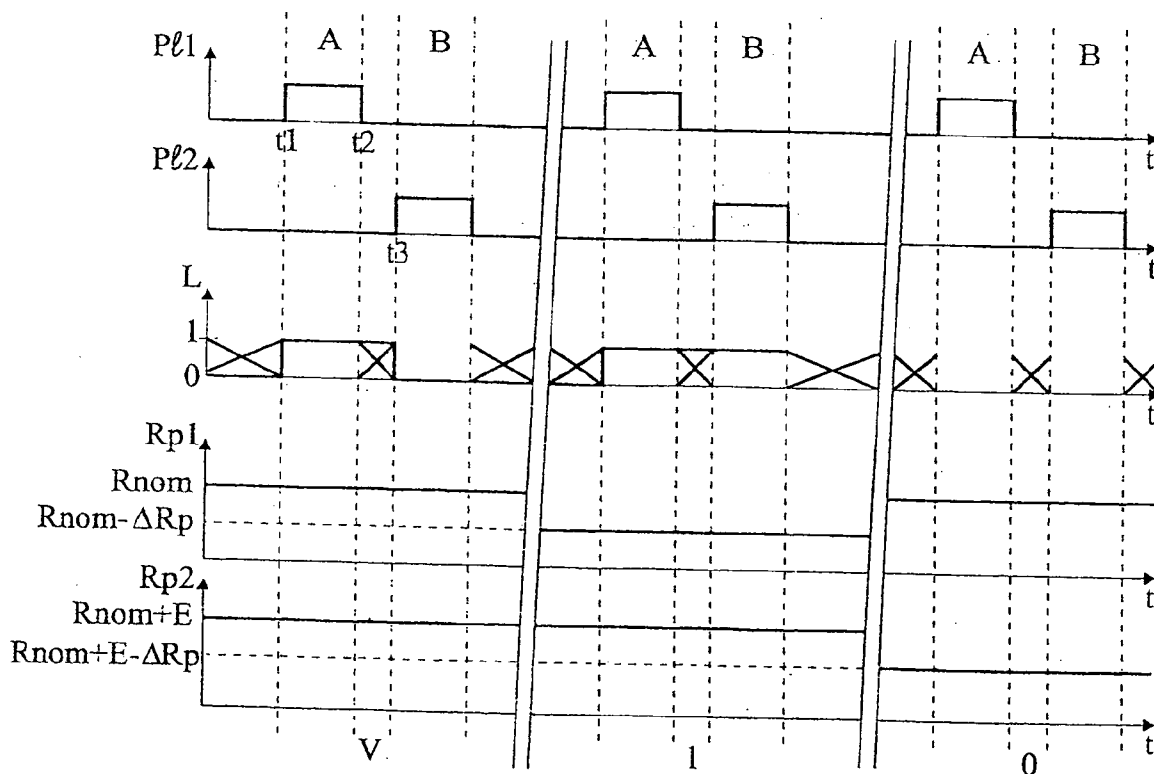 A B A B A B
Pℓ1
t1 t2 t
Pℓ2
t3 t
L
1
0 t
Rp1
Rnom
Rnom-ΔRp
t
Rp2
Rnom+E
Rnom+E-ΔRp
t
V 1 0